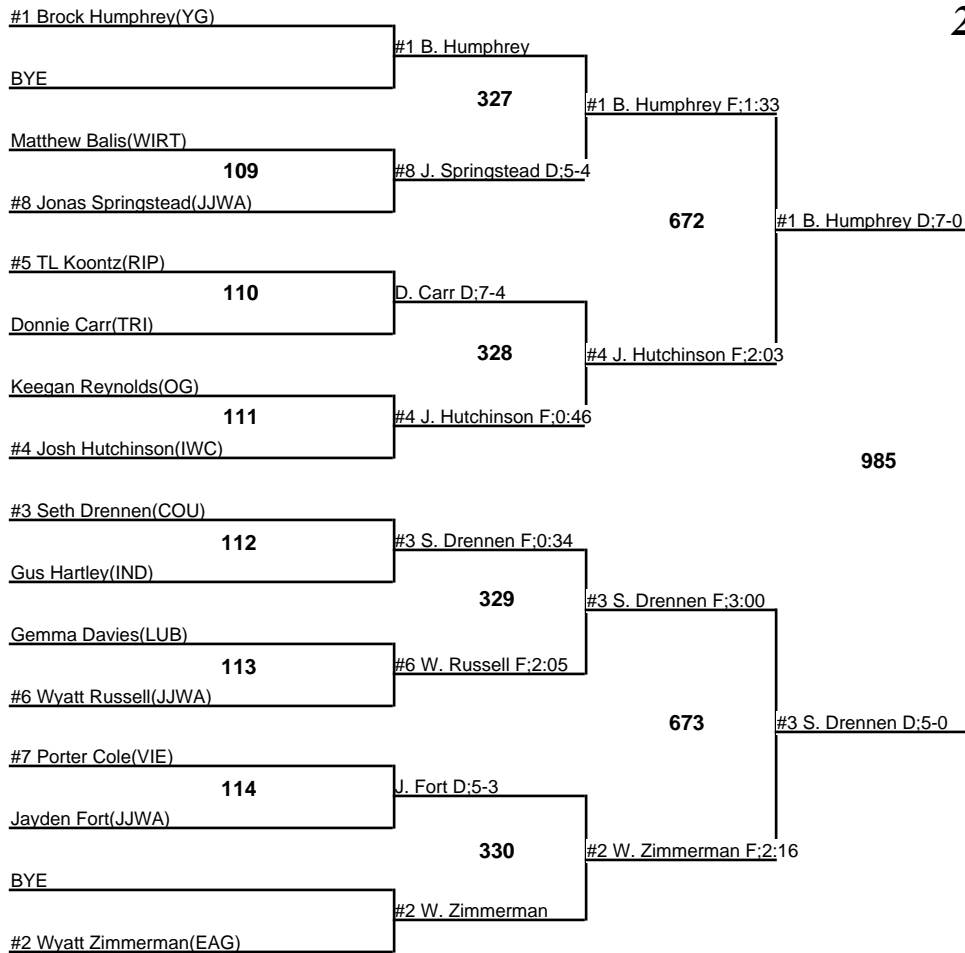 #1 Brock Humphrey(YG)
2
#1 B. Humphrey
BYE
327
#1 B. Humphrey F;1:33
Matthew Balis(WIRT)
109
#8 J. Springstead D;5-4
#8 Jonas Springstead(JJWA)
672
#1 B. Humphrey D;7-0
#5 TL Koontz(RIP)
110
D. Carr D;7-4
Donnie Carr(TRI)
328
#4 J. Hutchinson F;2:03
Keegan Reynolds(OG)
111
#4 J. Hutchinson F;0:46
#4 Josh Hutchinson(IWC)
985
#3 Seth Drennen(COU)
112
#3 S. Drennen F;0:34
Gus Hartley(IND)
329
#3 S. Drennen F;3:00
Gemma Davies(LUB)
113
#6 W. Russell F;2:05
#6 Wyatt Russell(JJWA)
673
#3 S. Drennen D;5-0
#7 Porter Cole(VIE)
114
J. Fort D;5-3
Jayden Fort(JJWA)
330
#2 W. Zimmerman F;2:16
BYE
#2 W. Zimmerman
#2 Wyatt Zimmerman(EAG)